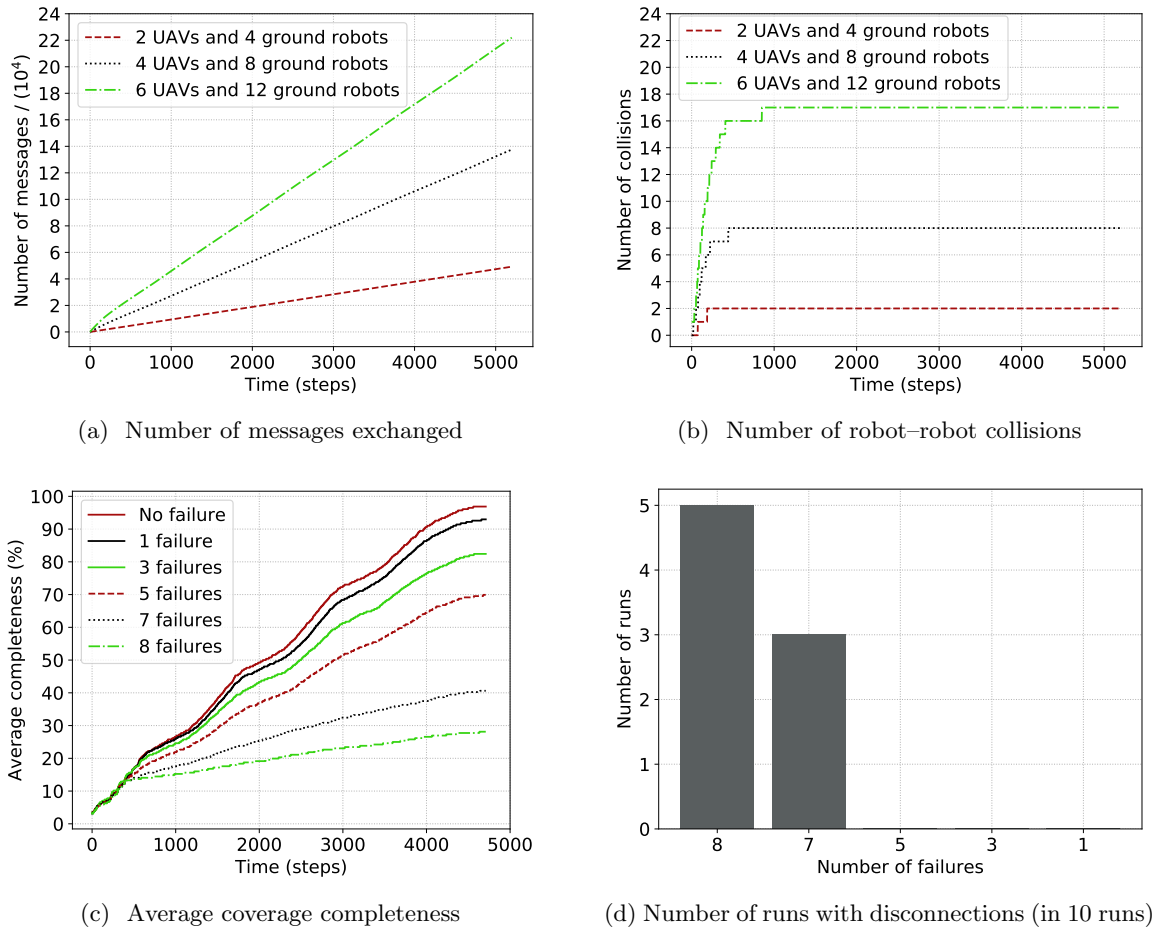 24
22
20
18
16
14
12
10
8
6
4
2
0
Number of messages / (10⁴)
2 UAVs and 4 ground robots
4 UAVs and 8 ground robots
6 UAVs and 12 ground robots
0 1000 2000 3000 4000 5000
Time (steps)
(a) Number of messages exchanged
24
22
20
18
16
14
12
10
8
6
4
2
0
Number of collisions
2 UAVs and 4 ground robots
4 UAVs and 8 ground robots
6 UAVs and 12 ground robots
0 1000 2000 3000 4000 5000
Time (steps)
(b) Number of robot–robot collisions
100
90
80
70
60
50
40
30
20
10
0
Average completeness (%)
No failure
1 failure
3 failures
5 failures
7 failures
8 failures
0 1000 2000 3000 4000 5000
Time (steps)
(c) Average coverage completeness
5
4
3
2
1
0
Number of runs
8 7 5 3 1
Number of failures
(d) Number of runs with disconnections (in 10 runs)